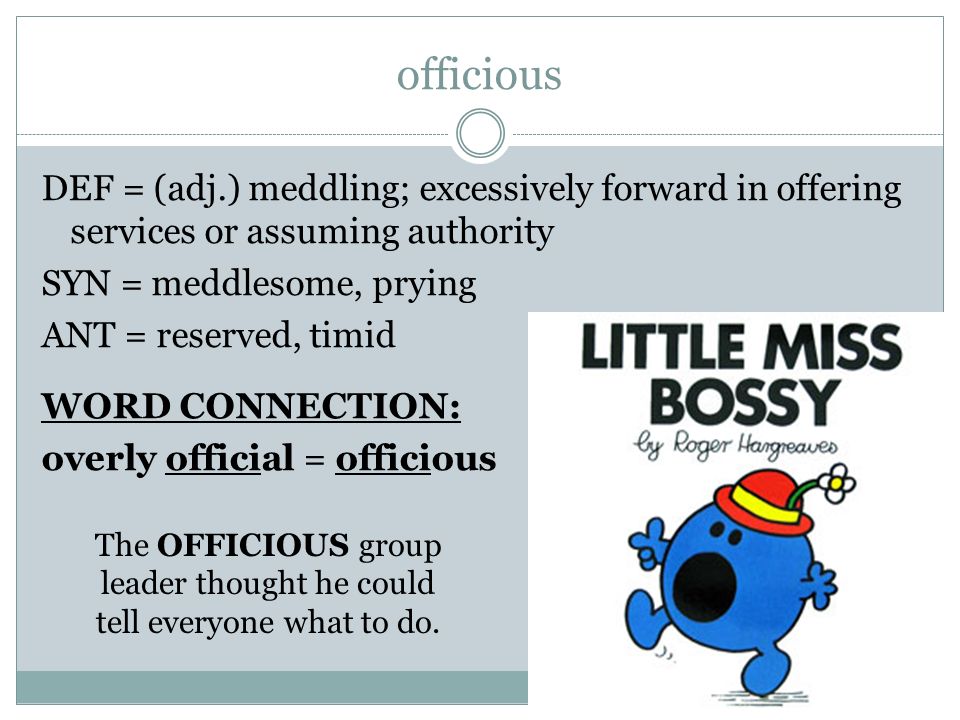 officious
DEF = (adj.) meddling; excessively forward in offering
services or assuming authority
SYN = meddlesome, prying
ANT = reserved, timid
WORD CONNECTION:
overly official = officious
The OFFICIOUS group
leader thought he could
tell everyone what to do.
LITTLE MISS
BOSSY
by Roger Hargreaves